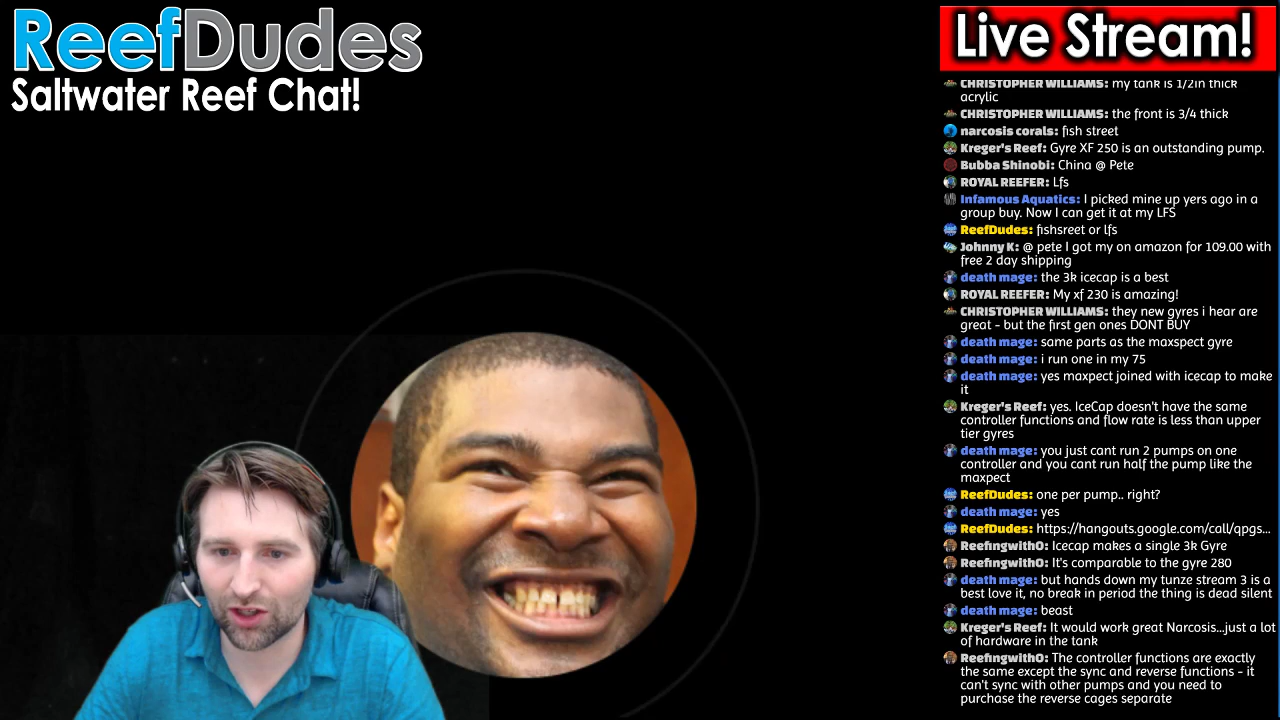 ReefDudes
Saltwater Reef Chat!
Live Stream!
CHRISTOPHER WILLIAMS: my tank is 1/2in thick
acrylic
CHRISTOPHER WILLIAMS: the front is 3/4 thick
narcosis corals: fish street
Kreger's Reef: Gyre XF 250 is an outstanding pump.
Bubba Shinobi: China @ Pete
ROYAL REEFER: Lfs
Infamous Aquatics: I picked mine up yers ago in a
group buy. Now I can get it at my LFS
ReefDudes: fishsreet or lfs
Johnny K: @ pete I got my on amazon for 109.00 with
free 2 day shipping
death mage: the 3k icecap is a best
ROYAL REEFER: My xf 230 is amazing!
CHRISTOPHER WILLIAMS: they new gyres i hear are
great - but the first gen ones DONT BUY
death mage: same parts as the maxspect gyre
death mage: i run one in my 75
death mage: yes maxpect joined with icecap to make
it
Kreger's Reef: yes. IceCap doesn't have the same
controller functions and flow rate is less than upper
tier gyres
death mage: you just cant run 2 pumps on one
controller and you cant run half the pump like the
maxpect
ReefDudes: one per pump.. right?
death mage: yes
ReefDudes: https://hangouts.google.com/call/qpgs...
ReefingwithO: Icecap makes a single 3k Gyre
ReefingwithO: It's comparable to the gyre 280
death mage: but hands down my tunze stream 3 is a
best love it, no break in period the thing is dead silent
death mage: beast
Kreger's Reef: It would work great Narcosis...just a lot
of hardware in the tank
ReefingwithO: The controller functions are exactly
the same except the sync and reverse functions - it
can't sync with other pumps and you need to
purchase the reverse cages separate